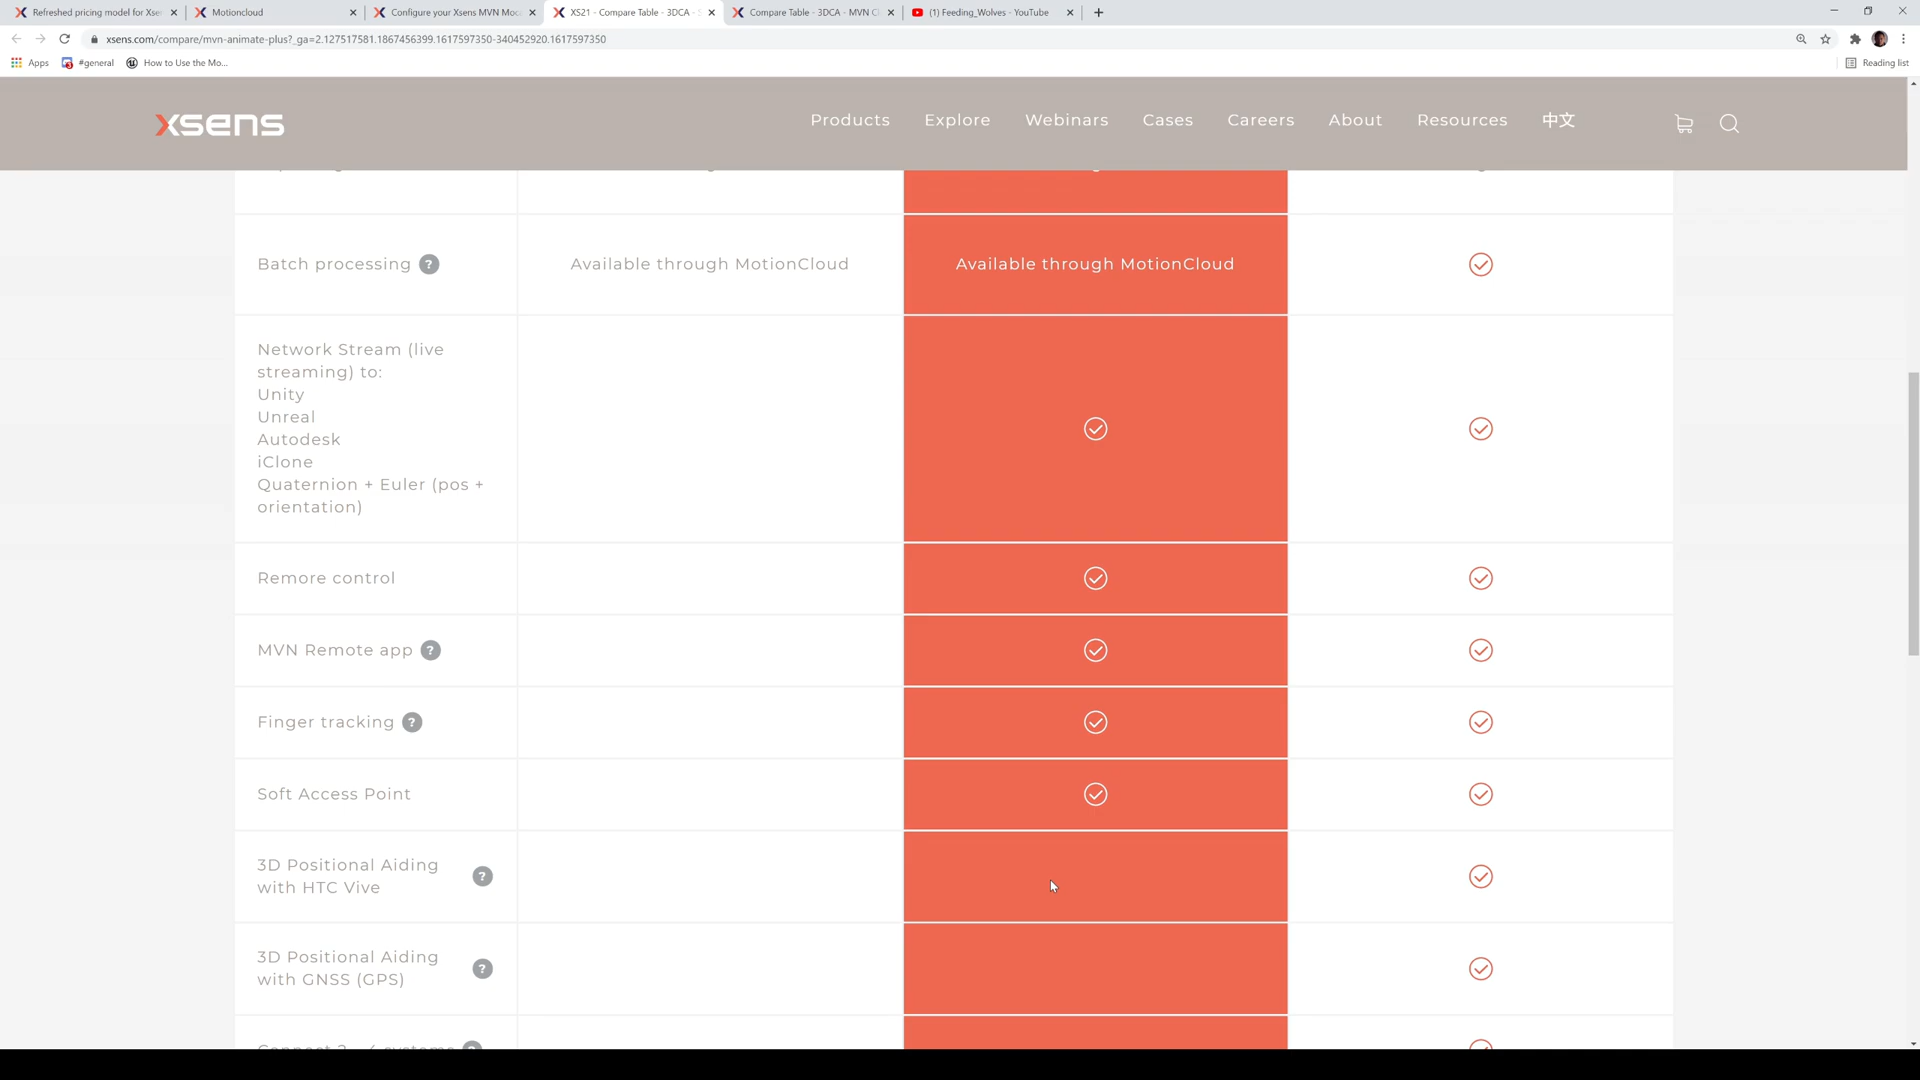 Refreshed pricing model for Xse
Motioncloud
Configure your Xsens MVN Moc
XS21 - Compare Table - 3DCA -
Compare Table - 3DCA - MVN C
(1) Feeding_Wolves - YouTube
xsens.com/compare/mvn-animate-plus?_ga=2.127517581.1867456399.1617597350-340452920.1617597350
Apps
#general
How to Use the Mo...
Reading list
xsens
Products
Explore
Webinars
Cases
Careers
About
Resources
中文
Batch processing ?
Available through MotionCloud
Available through MotionCloud
Network Stream (live
streaming) to:
Unity
Unreal
Autodesk
iClone
Quaternion + Euler (pos +
orientation)
Remore control
MVN Remote app ?
Finger tracking ?
Soft Access Point
3D Positional Aiding
with HTC Vive ?
3D Positional Aiding
with GNSS (GPS) ?